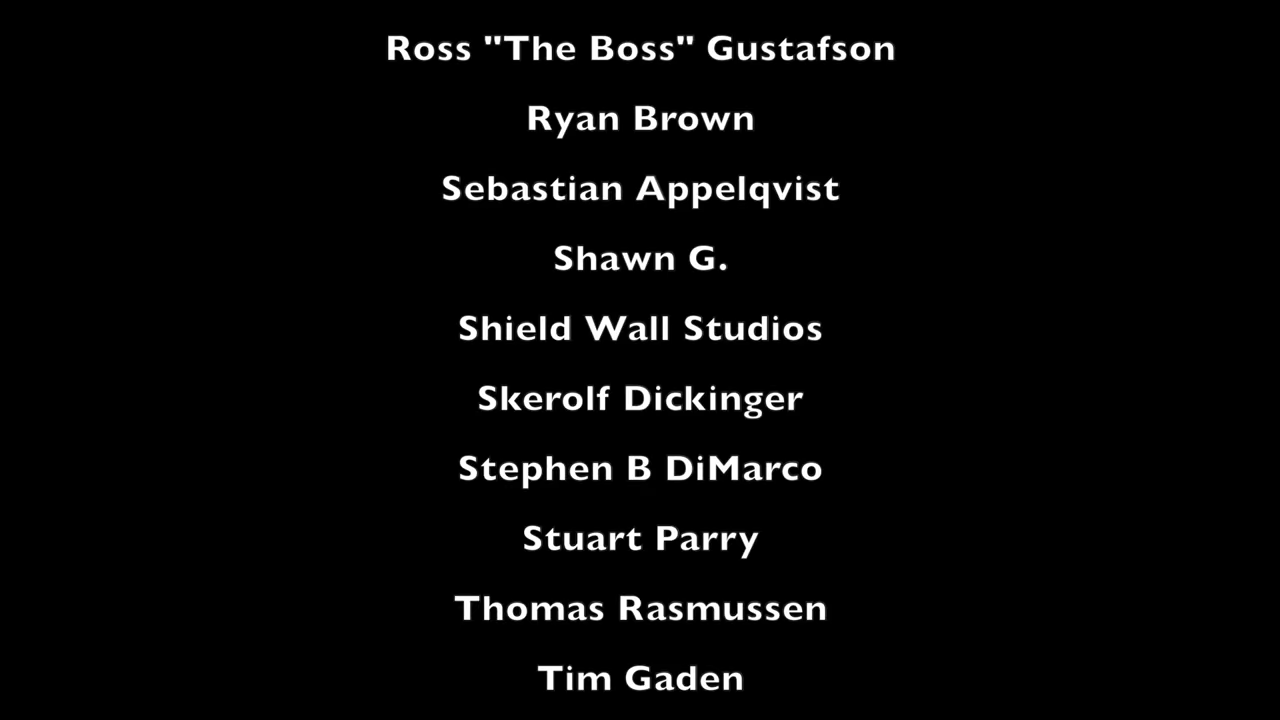 Ross "The Boss" Gustafson
Ryan Brown
Sebastian Appelqvist
Shawn G.
Shield Wall Studios
Skerolf Dickinger
Stephen B DiMarco
Stuart Parry
Thomas Rasmussen
Tim Gaden